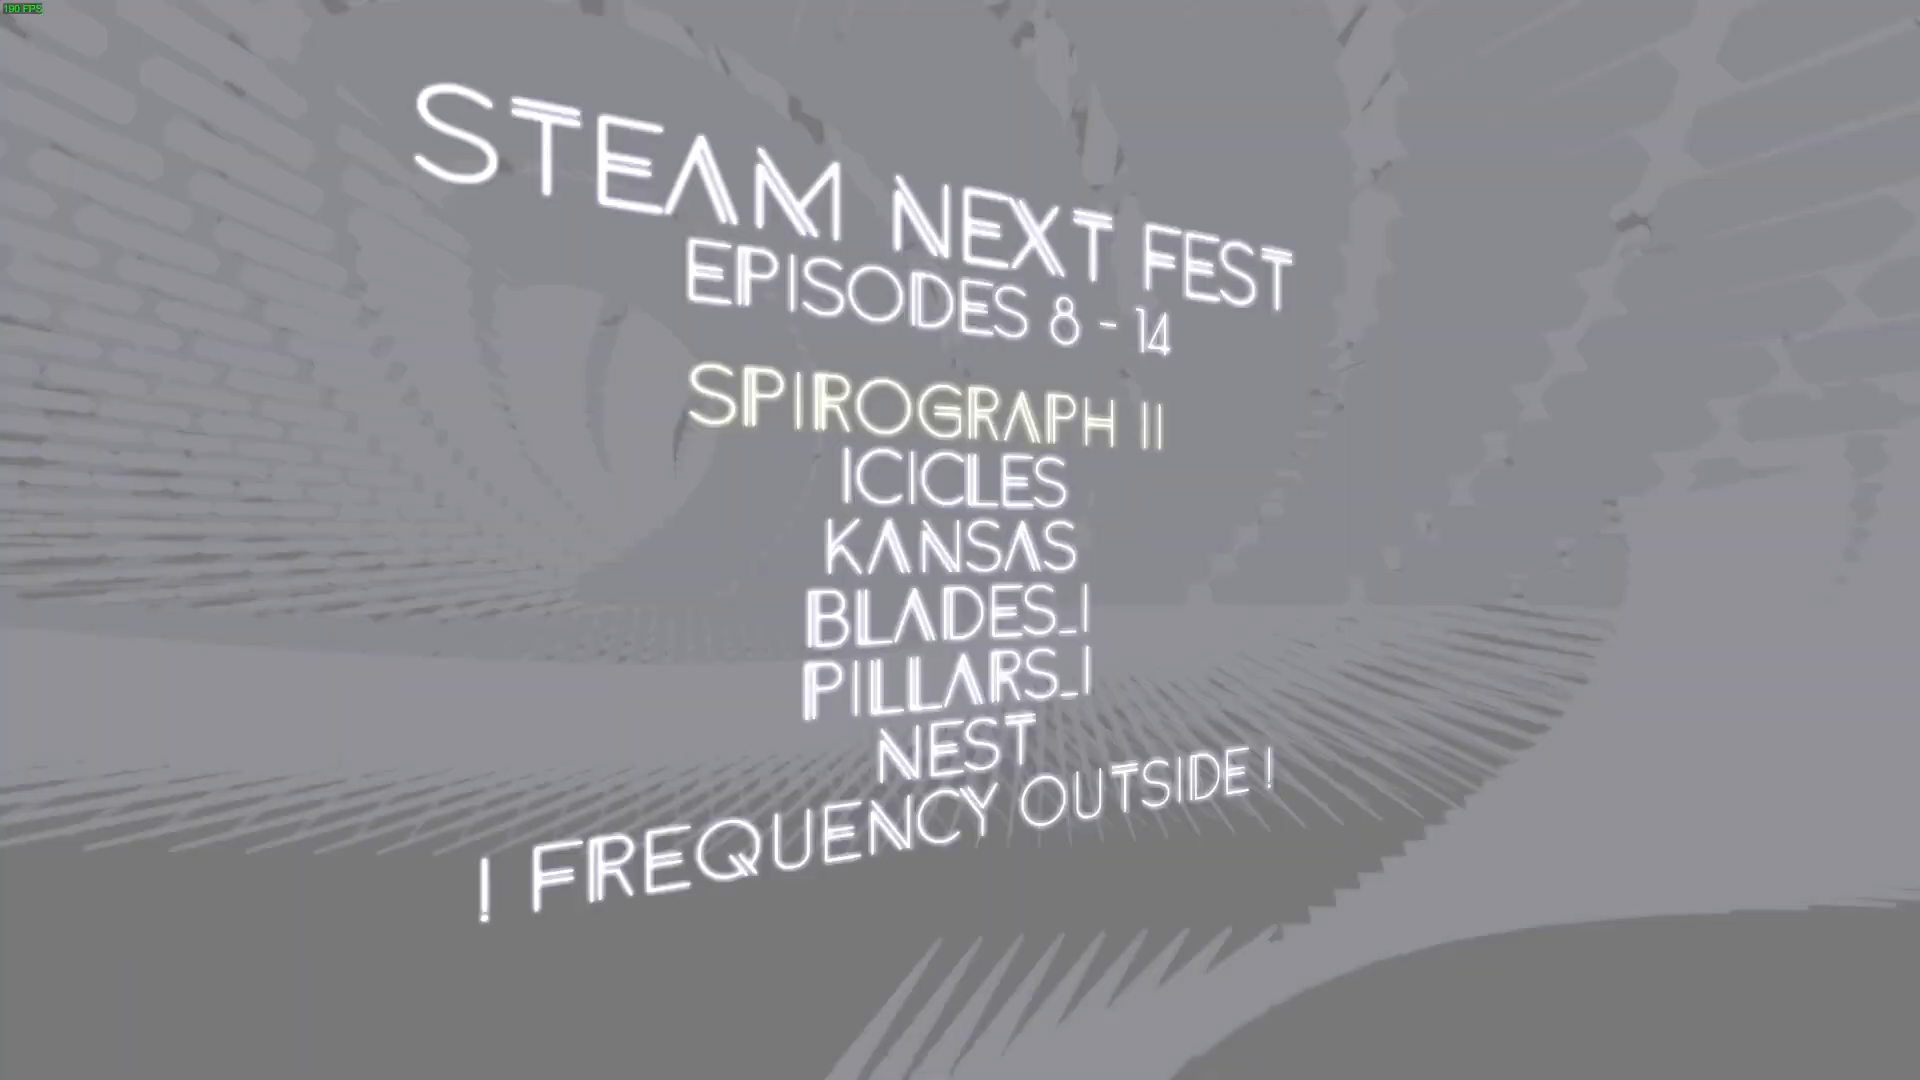 190 FPS
STEAM NEXT FEST
EPISODES 8 - 14
SPIROGRAPH II
ICICLES
KANSAS
BLADES_I
PILLARS_I
NEST
! FREQUENCY OUTSIDE !